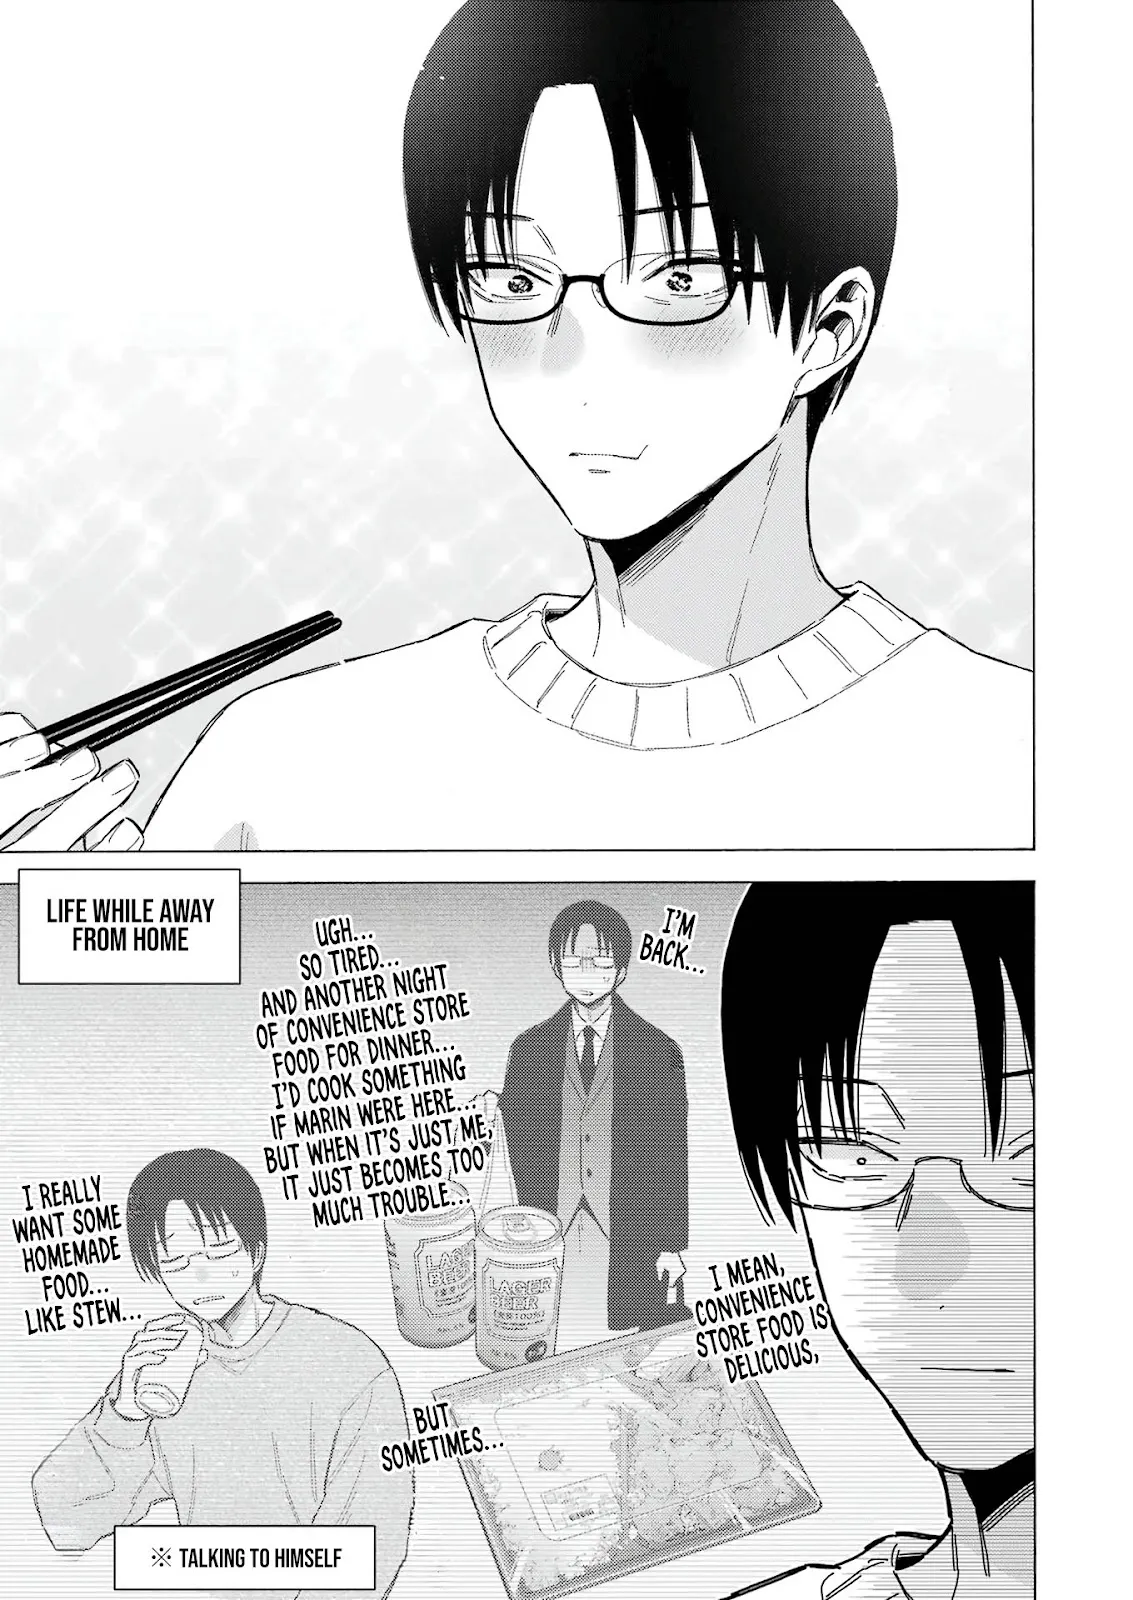 LIFE WHILE AWAY
FROM HOME
I'M
BACK...
UGH...
SO TIRED...
AND ANOTHER NIGHT
OF CONVENIENCE STORE
FOOD FOR DINNER...
I'D COOK SOMETHING
IF MARIN WERE HERE...
BUT WHEN IT'S JUST ME,
IT JUST BECOMES TOO
MUCH TROUBLE...
I MEAN,
CONVENIENCE
STORE FOOD IS
DELICIOUS,
BUT
SOMETIMES...
I REALLY
WANT SOME
HOMEMADE
FOOD...
LIKE STEW...
LAGER
BEER
LAGER
BEER
※ TALKING TO HIMSELF